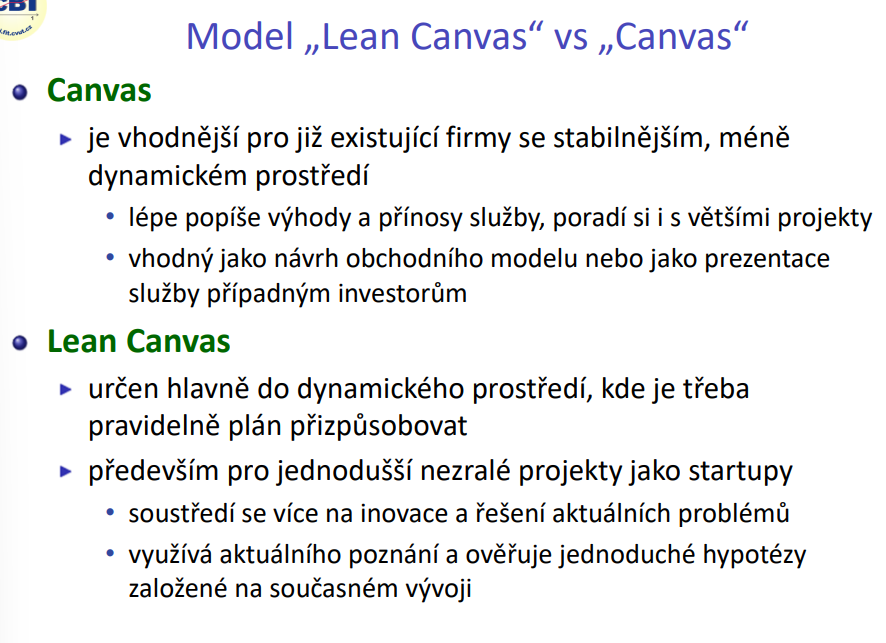 CBI
.fit.cvut.cz
Model „Lean Canvas“ vs „Canvas“
Canvas
je vhodnější pro již existující firmy se stabilnějším, méně
dynamickém prostředí
lépe popíše výhody a přínosy služby, poradí si i s většími projekty
vhodný jako návrh obchodního modelu nebo jako prezentace
služby případným investorům
Lean Canvas
určen hlavně do dynamického prostředí, kde je třeba
pravidelně plán přizpůsobovat
především pro jednodušší nezralé projekty jako startupy
soustředí se více na inovace a řešení aktuálních problémů
využívá aktuálního poznání a ověřuje jednoduché hypotézy
založené na současném vývoji